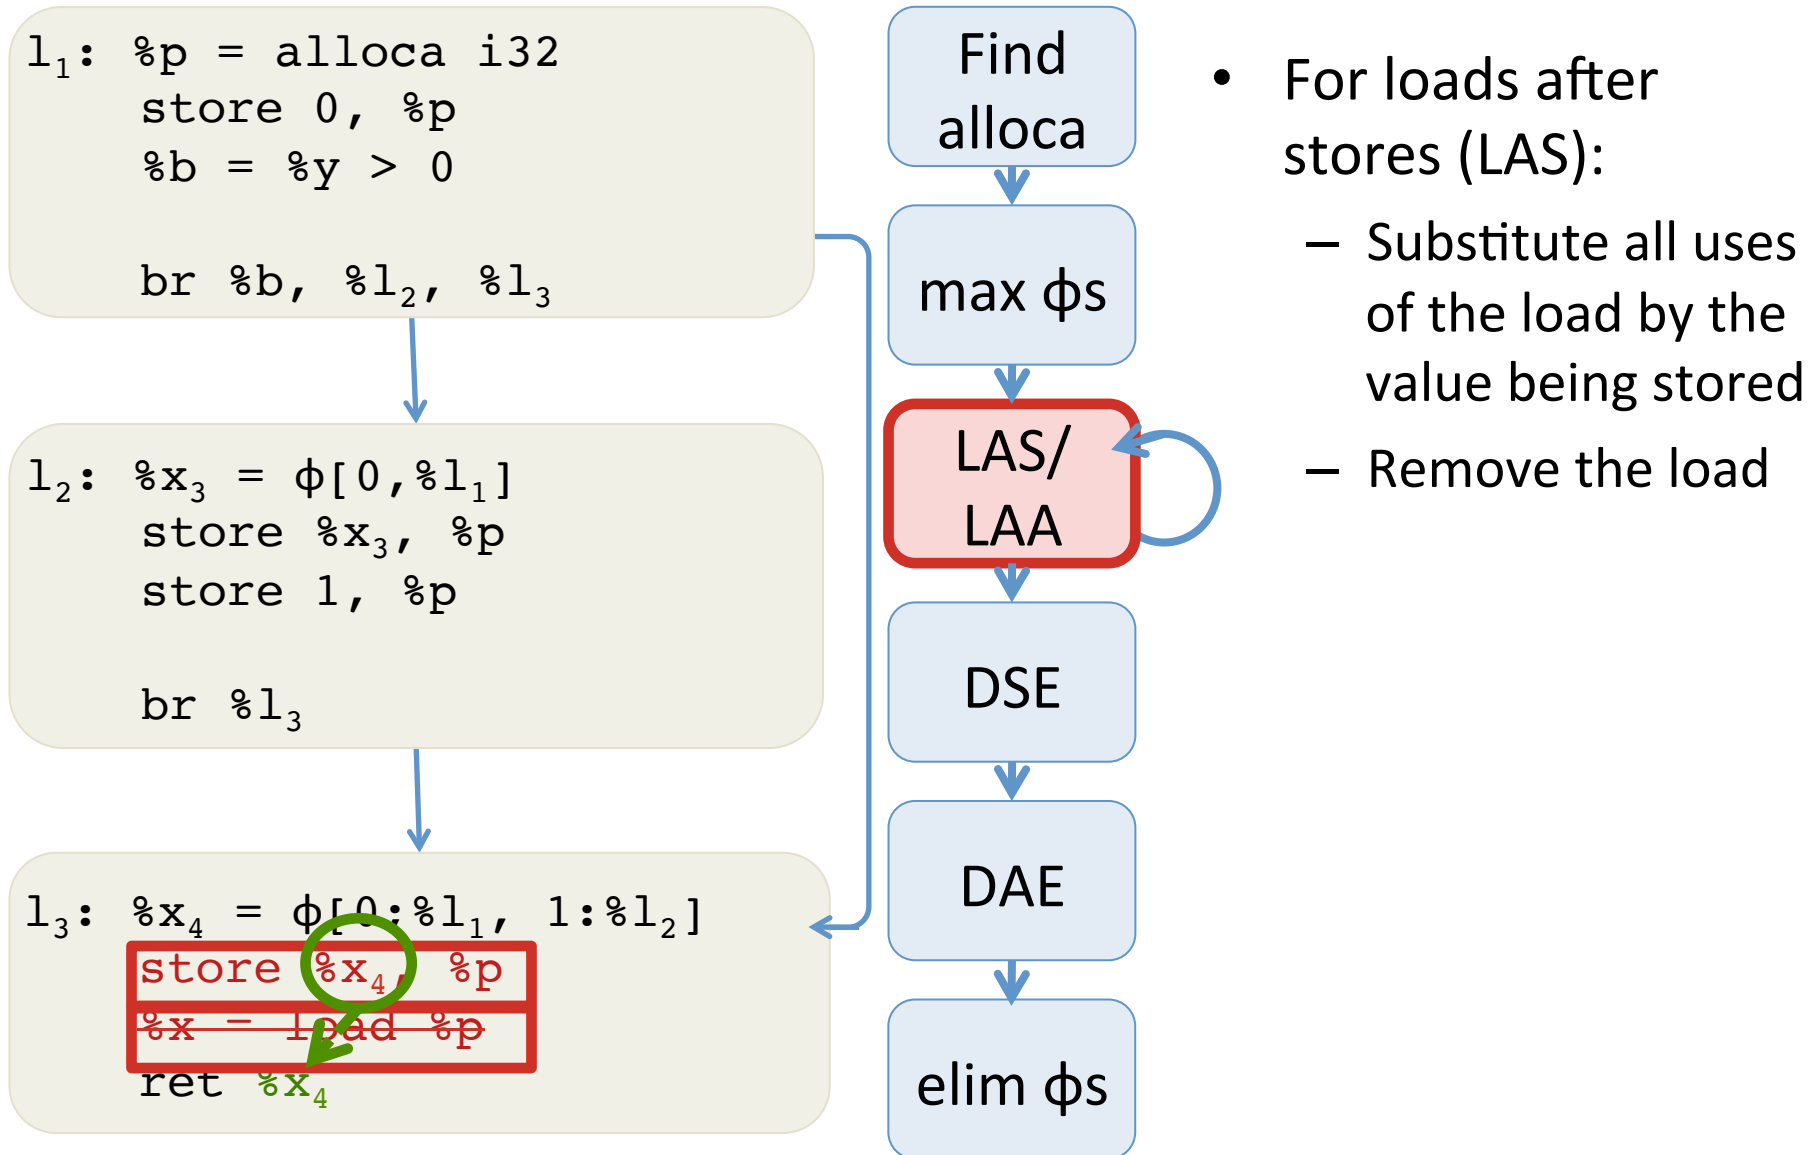 l₁: %p = alloca i32
store 0, %p
%b = %y > 0
br %b, %l₂, %l₃
l₂: %x₃ = ϕ[0,%l₁]
store %x₃, %p
store 1, %p
br %l₃
l₃: %x₄ = ϕ[0:%l₁, 1:%l₂]
store %x₄, %p
%x = load %p
ret %x₄
Find
alloca
max ϕs
LAS/
LAA
DSE
DAE
elim ϕs
• For loads after
stores (LAS):
– Substitute all uses
of the load by the
value being stored
– Remove the load